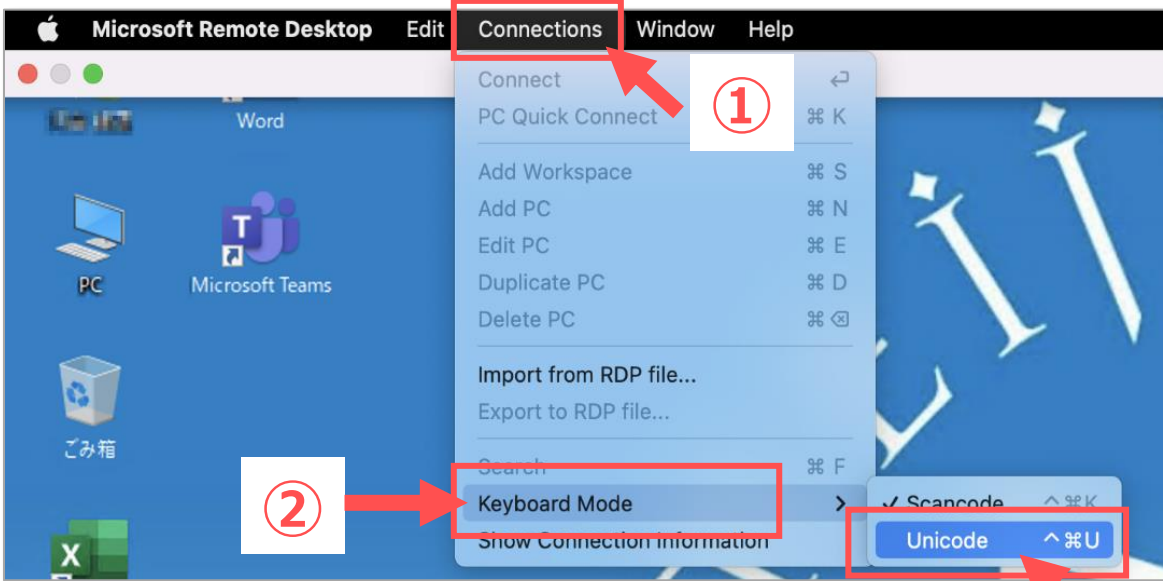 Microsoft Remote Desktop Edit Connections Window Help
①
Connect
PC Quick Connect ⌘ K
Add Workspace ⌘ S
Add PC ⌘ N
Edit PC ⌘ E
Duplicate PC ⌘ D
Delete PC ⌘ ⌫
Import from RDP file...
Export to RDP file...
Search ⌘ F
Keyboard Mode >
Show Connection Information
✓ Scancode ^⌘K
Unicode ^⌘U
②
Word
PC
Microsoft Teams
ごみ箱